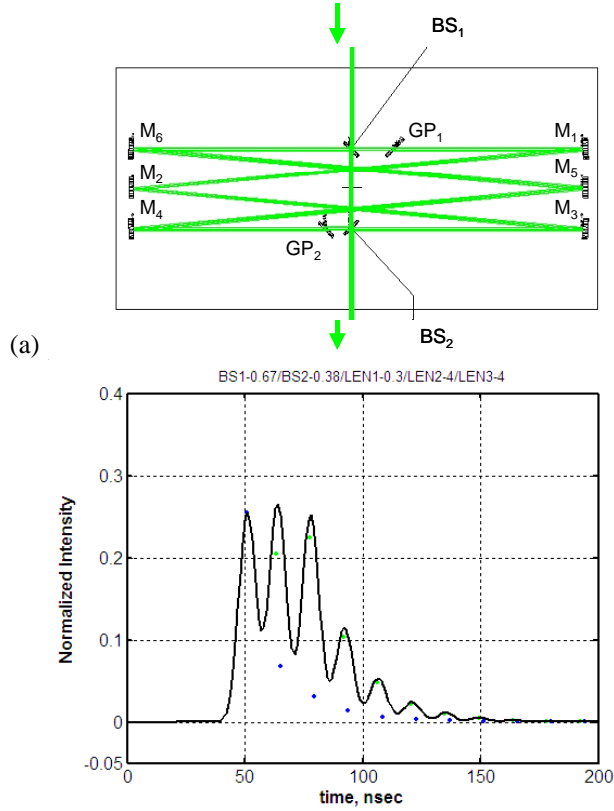 BS1
M6
GP1
M1
M2
M5
M4
M3
GP2
BS2
(a)
BS1-0.67/BS2-0.38/LEN1-0.3/LEN2-4/LEN3-4
0.4
0.3
0.2
0.1
0
-0.05
Normalized Intensity
0 50 100 150 200
time, nsec